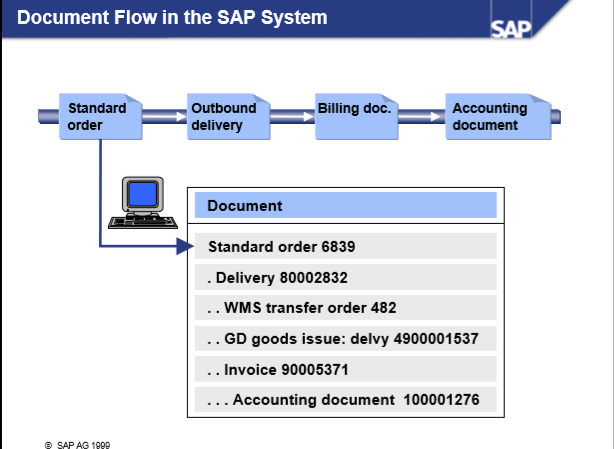 Document Flow in the SAP System
SAP
Standard
order
Outbound
delivery
Billing doc.
Accounting
document
Document
Standard order 6839
. Delivery 80002832
. . WMS transfer order 482
. . GD goods issue: delvy 4900001537
. . Invoice 90005371
. . . Accounting document 100001276
© SAP AG 1999